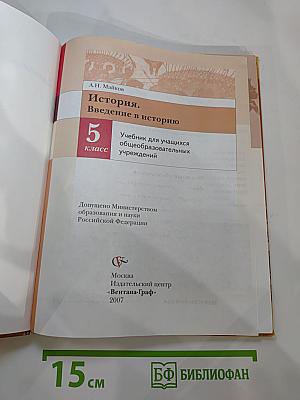 А.Н. Майков
История.
Введение в историю
5
класс
Учебник для учащихся
общеобразовательных
учреждений
Допущено Министерством
образования и науки
Российской Федерации
Москва
Издательский центр
«Вентана-Граф»
2007
15 см
БФ БИБЛИОФАН